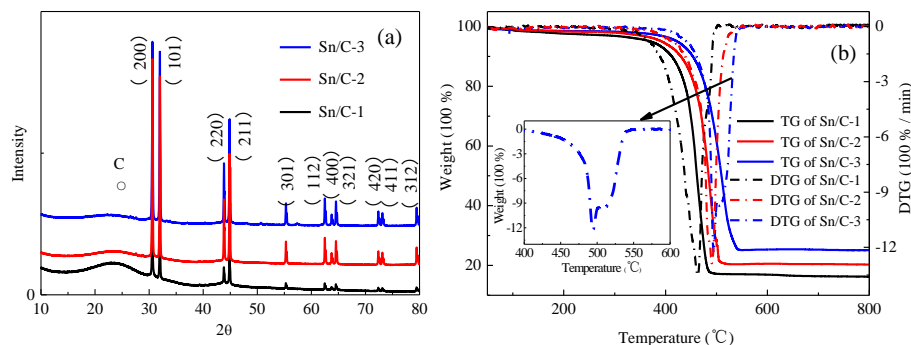 (a)
Sn/C-3
Sn/C-2
Sn/C-1
(200)
(101)
(220)
(211)
(301)
(112)
(400)
(321)
(420)
(411)
(312)
C
Intensity
0
10 20 30 40 50 60 70 80
2θ
(b)
100
80
60
40
20
Weight (100 %)
0
-3
-6
-9
-12
DTG (100% / min)
TG of Sn/C-1
TG of Sn/C-2
TG of Sn/C-3
DTG of Sn/C-1
DTG of Sn/C-2
DTG of Sn/C-3
0
-3
-6
-9
-12
Weight (100 %)
400 450 500 550 600
Temperature (℃)
200 400 600 800
Temperature (℃)